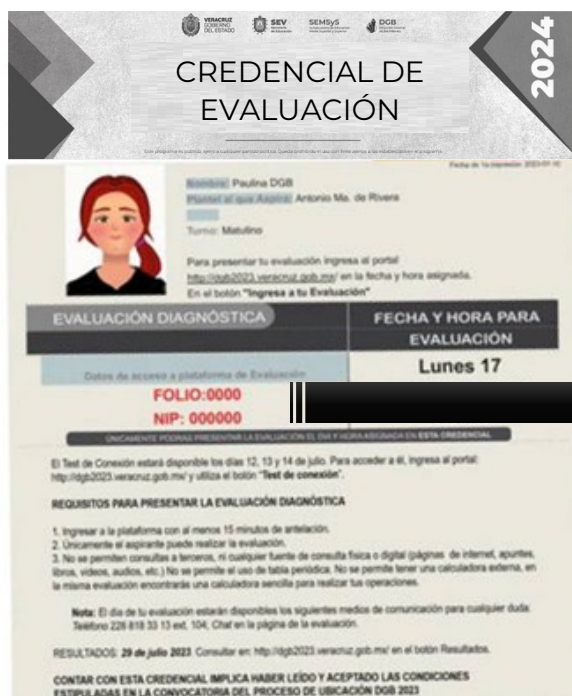 VERACRUZ
GOBIERNO
DEL ESTADO
SEV
Secretaría
de Educación
SEMSyS
DGB
2024
CREDENCIAL DE
EVALUACIÓN
Nombre: Paulina DGB
Plantel al que Aspira: Antonio Ma. de Rivera
Turno: Matutino
Para presentar tu evaluación ingresa al portal
http://dgb2023.veracruz.gob.mx/ en la fecha y hora asignada.
En el botón "Ingresa a tu Evaluación"
EVALUACIÓN DIAGNÓSTICA
FECHA Y HORA PARA
EVALUACIÓN
Datos de acceso a plataforma de Evaluación
Lunes 17
FOLIO:0000
NIP: 000000
ÚNICAMENTE PODRÁS PRESENTAR LA EVALUACIÓN EL DÍA Y HORA ASIGNADA EN ESTA CREDENCIAL
El Test de Conexión estará disponible los días 12, 13 y 14 de julio. Para acceder a él, ingresa al portal:
http://dgb2023.veracruz.gob.mx/ y utiliza el botón "Test de conexión".
REQUISITOS PARA PRESENTAR LA EVALUACIÓN DIAGNÓSTICA
1. Ingresar a la plataforma con al menos 15 minutos de antelación.
2. Únicamente el aspirante puede realizar la evaluación.
3. No se permiten consultas a terceros, ni cualquier fuente de consulta física o digital (páginas de internet, apuntes,
libros, videos, audios, etc.) No se permite el uso de tabla periódica. No se permite tener una calculadora externa, en
la misma evaluación encontrarás una calculadora sencilla para realizar tus operaciones.
Nota: El día de tu evaluación estarán disponibles los siguientes medios de comunicación para cualquier duda:
Teléfono 228 818 33 13 ext, 104; Chat en la página de la evaluación.
RESULTADOS: 29 de julio 2023. Consultar en: http://dgb2023.veracruz.gob.mx/ en el botón Resultados.
CONTAR CON ESTA CREDENCIAL IMPLICA HABER LEÍDO Y ACEPTADO LAS CONDICIONES
ESTIPULADAS EN LA CONVOCATORIA DEL PROCESO DE UBICACIÓN DGB 2023